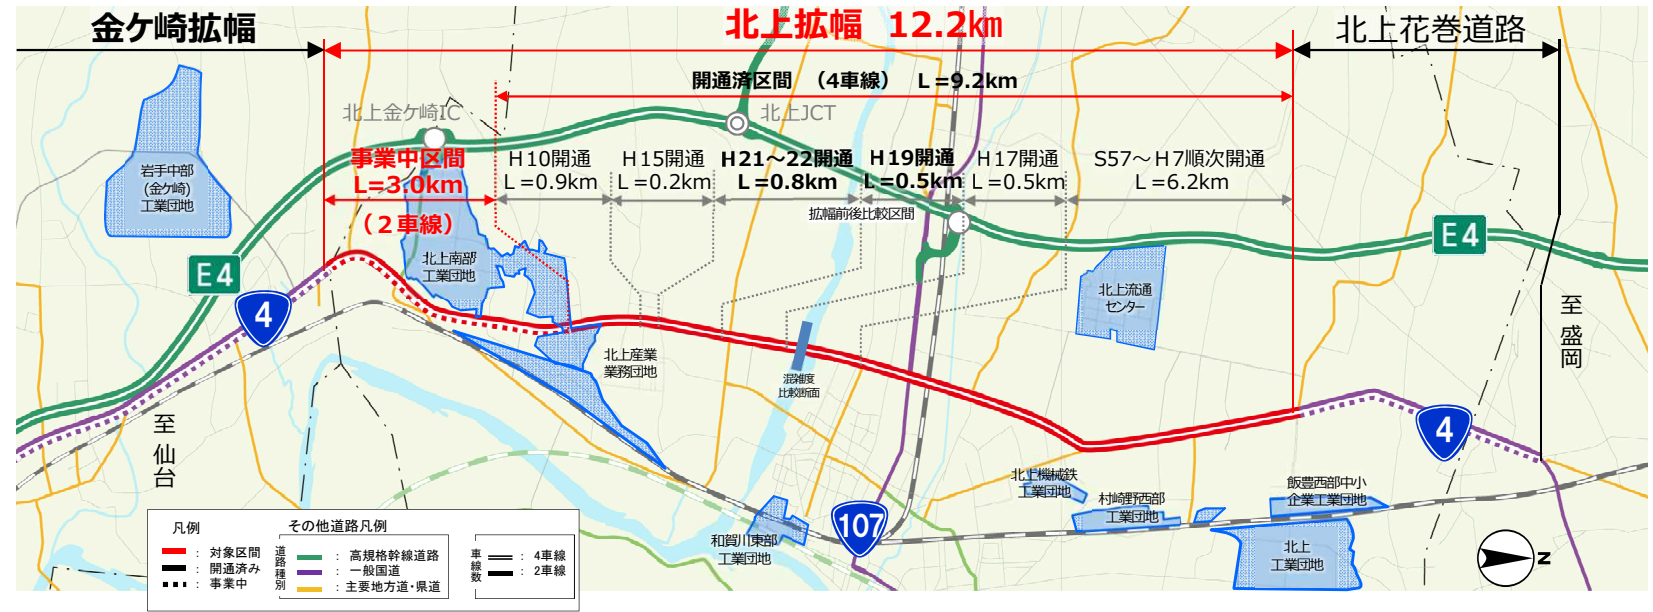 金ケ崎拡幅
北上拡幅 12.2㎞
北上花巻道路
開通済区間 （4車線） L＝9.2km
北上金ケ崎IC
北上JCT
事業中区間
L＝3.0km
（２車線）
H10開通
L＝0.9km
H15開通
L＝0.2km
H21～22開通
L＝0.8km
H19開通
L＝0.5km
H17開通
L＝0.5km
S57～H7順次開通
L＝6.2km
拡幅前後比較区間
岩手中部
(金ケ崎)
工業団地
E4
E4
4
北上南部
工業団地
北上流通
センター
至盛岡
北上産業
業務団地
混雑度
比較断面
至仙台
4
107
北上機械鉄
工業団地
村崎野西部
工業団地
飯豊西部中小
企業工業団地
和賀川東部
工業団地
北上
工業団地
N
凡例
： 対象区間
： 開通済み
： 事業中
その他道路凡例
道路種別
： 高規格幹線道路
： 一般国道
： 主要地方道・県道
車線数
： 4車線
： 2車線